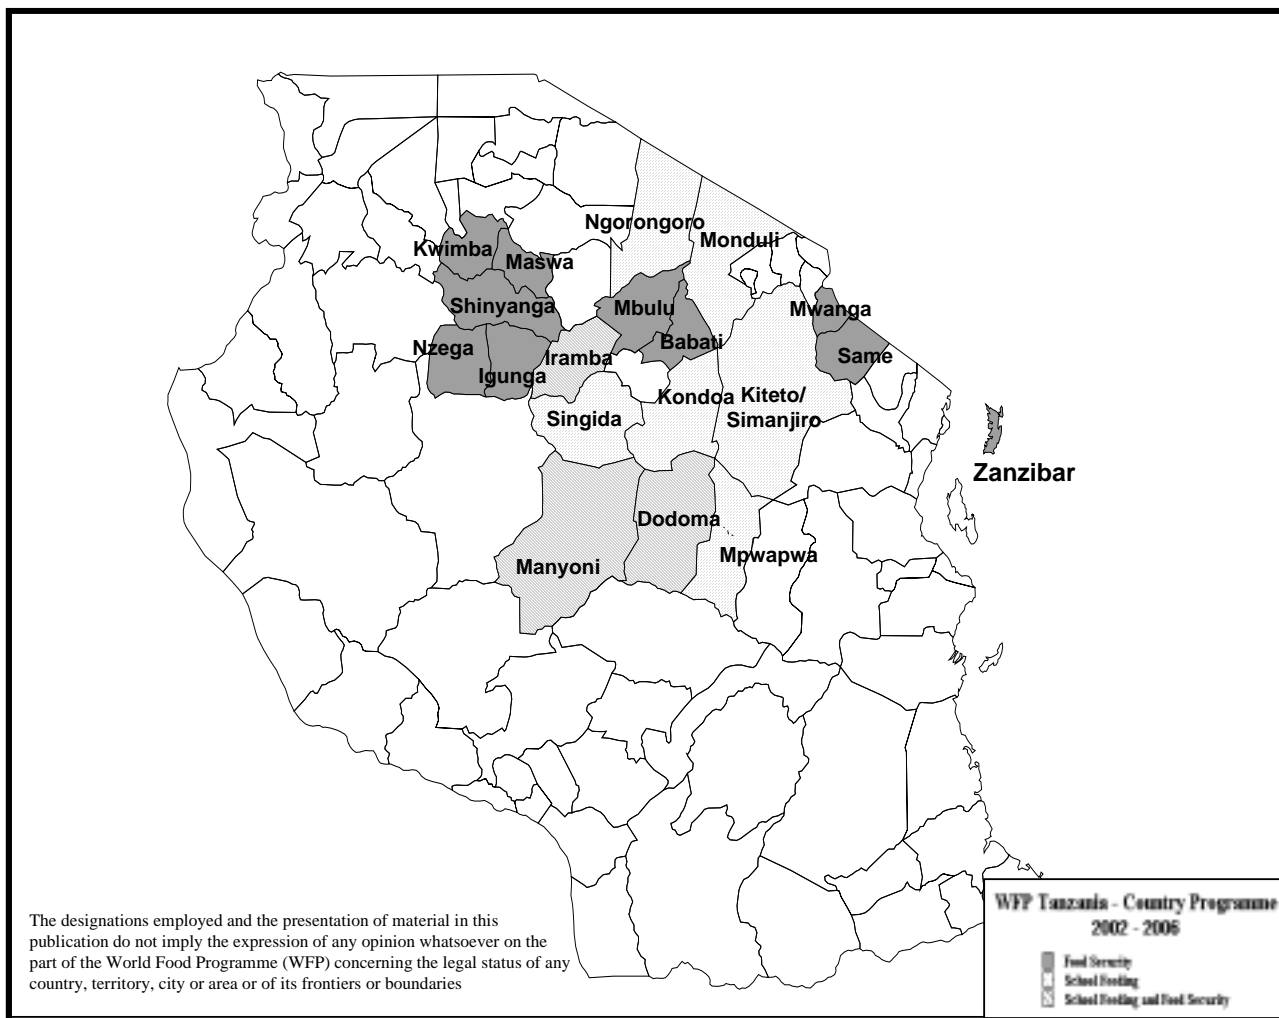 Ngorongoro
Monduli
Kwimba
Maswa
Shinyanga
Mbulu
Mwanga
Babati
Same
Nzega
Iramba
Igunga
Kondoa
Kiteto/
Simanjiro
Singida
Zanzibar
Dodoma
Mpwapwa
Manyoni
The designations employed and the presentation of material in this
publication do not imply the expression of any opinion whatsoever on the
part of the World Food Programme (WFP) concerning the legal status of any
country, territory, city or area or of its frontiers or boundaries
WFP Tanzania - Country Programme
2002 - 2006
Food Security
School Feeding
School Feeding and Food Security